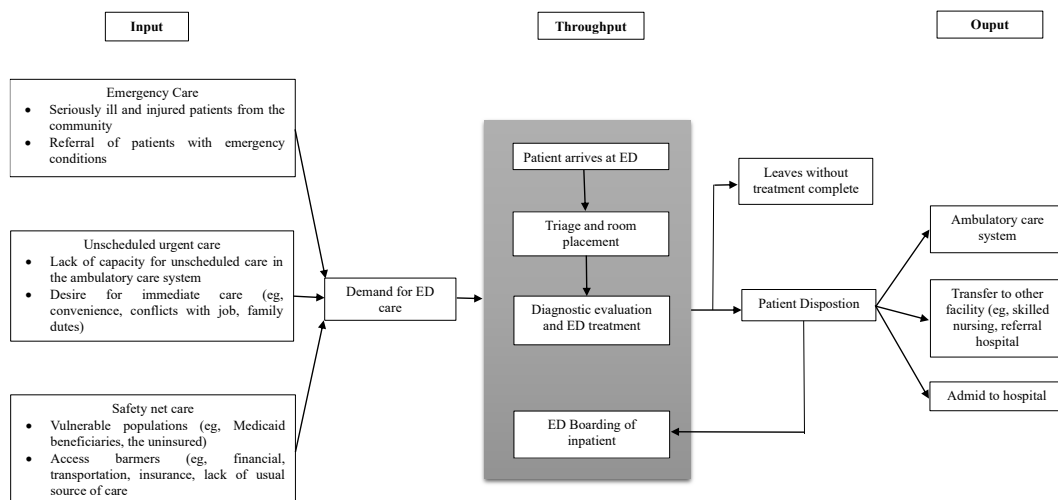 Input
Throughput
Ouput
Emergency Care
• Seriously ill and injured patients from the
community
• Referral of patients with emergency
conditions
Unscheduled urgent care
• Lack of capacity for unscheduled care in
the ambulatory care system
• Desire for immediate care (eg,
convenience, conflicts with job, family
dutes)
Safety net care
• Vulnerable populations (eg, Medicaid
beneficiaries, the uninsured)
• Access barmers (eg, financial,
transportation, insurance, lack of usual
source of care
Demand for ED
care
Patient arrives at ED
Triage and room
placement
Diagnostic evaluation
and ED treatment
ED Boarding of
inpatient
Leaves without
treatment complete
Patient Dispostion
Ambulatory care
system
Transfer to other
facility (eg, skilled
nursing, referral
hospital
Admid to hospital